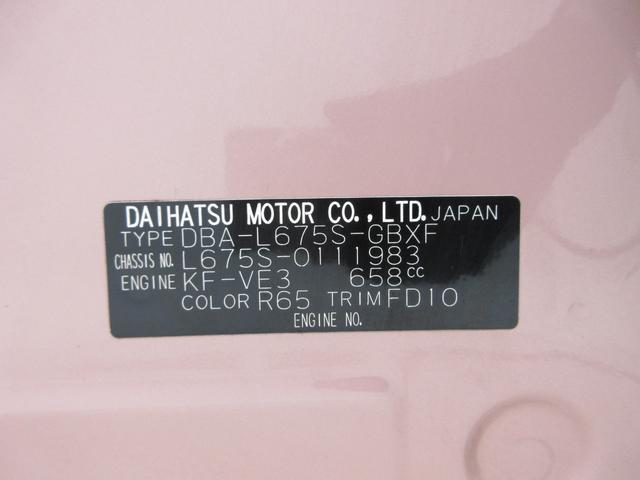 DAIHATSU MOTOR CO.,LTD. JAPAN
TYPE DBA-L675S-GBXF
CHASSIS NO. L675S-0111983
ENGINE KF-VE3 658cc
COLOR R65 TRIM FD10
ENGINE NO.